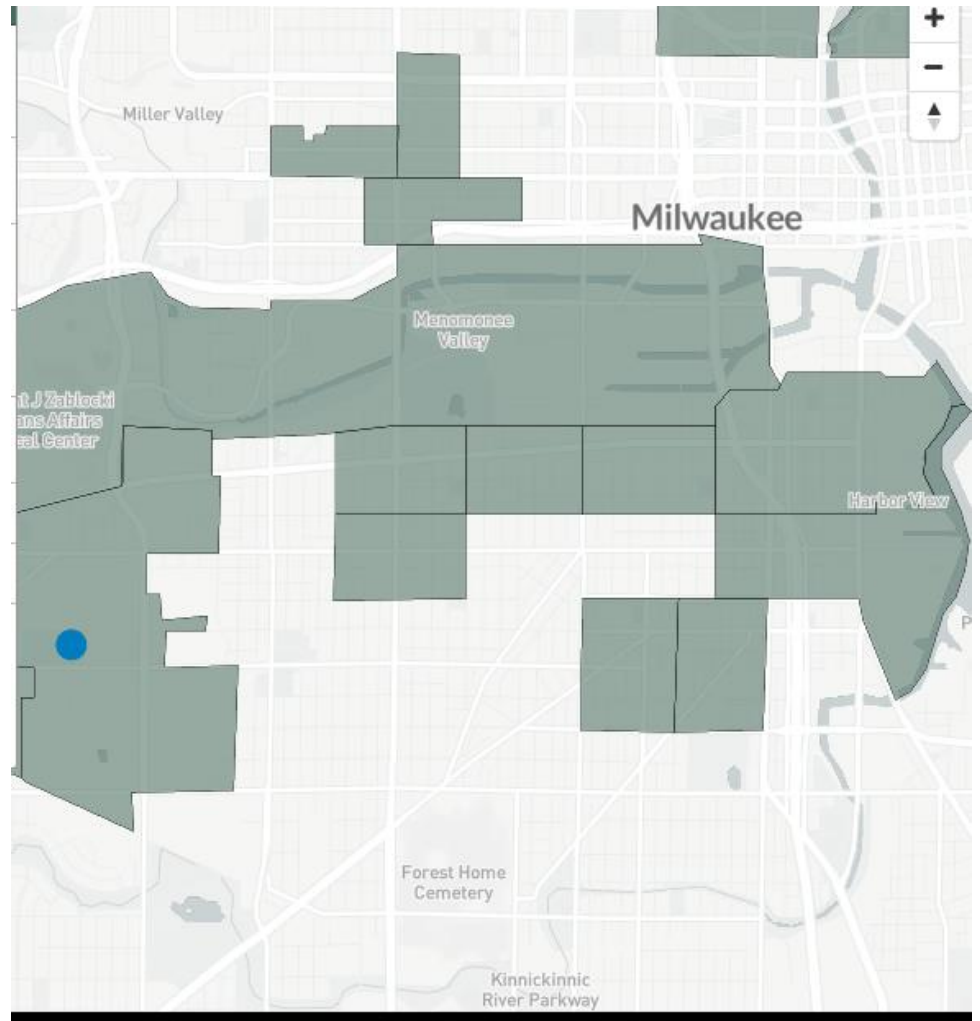 +
−
Miller Valley
Milwaukee
Menomonee
Valley
t J Zablocki
ans Affairs
cal Center
Harbor View
P
Forest Home
Cemetery
Kinnickinnic
River Parkway